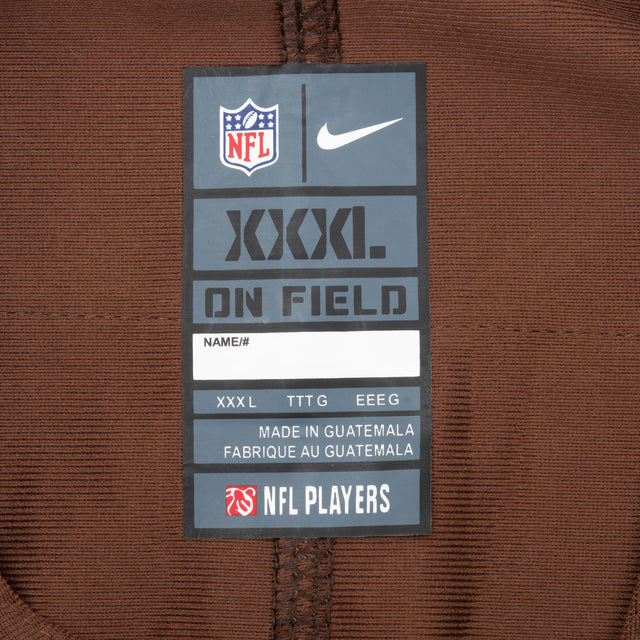 NFL
XXXL
ON FIELD
NAME/#
XXXL TTTG EEEG
MADE IN GUATEMALA
FABRIQUE AU GUATEMALA
NFL PLAYERS